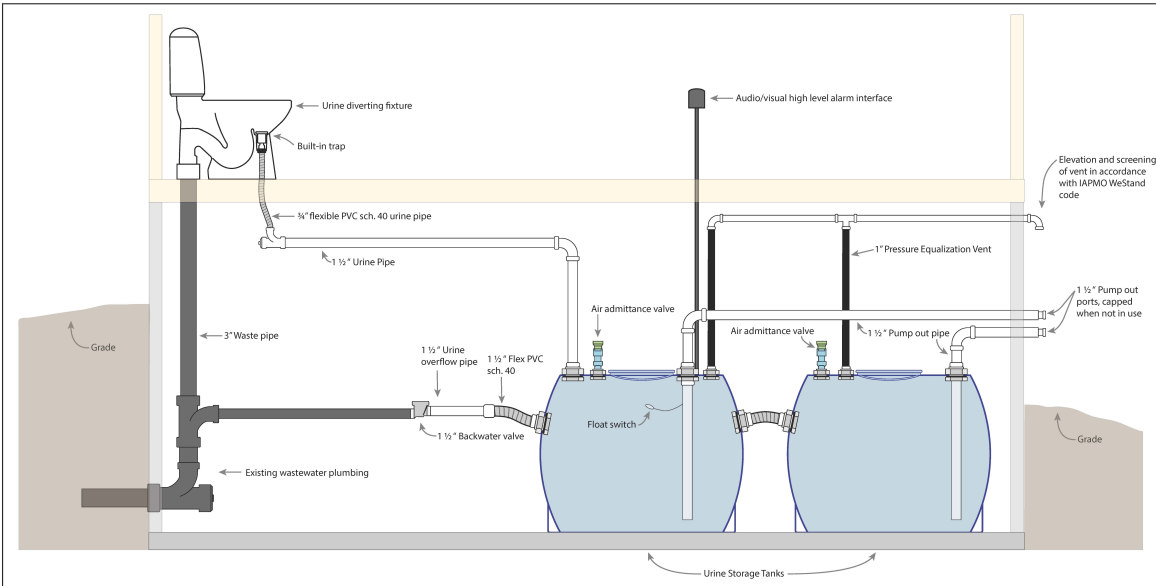 Urine diverting fixture
Built-in trap
¾” flexible PVC sch. 40 urine pipe
1 ½” Urine Pipe
Audio/visual high level alarm interface
Elevation and screening
of vent in accordance
with IAPMO WeStand
code
1” Pressure Equalization Vent
1 ½” Pump out
ports, capped
when not in use
1 ½” Pump out pipe
Air admittance valve
Air admittance valve
Grade
3” Waste pipe
1 ½” Urine
overflow pipe
1 ½” Flex PVC
sch. 40
1 ½” Backwater valve
Float switch
Grade
Existing wastewater plumbing
Urine Storage Tanks